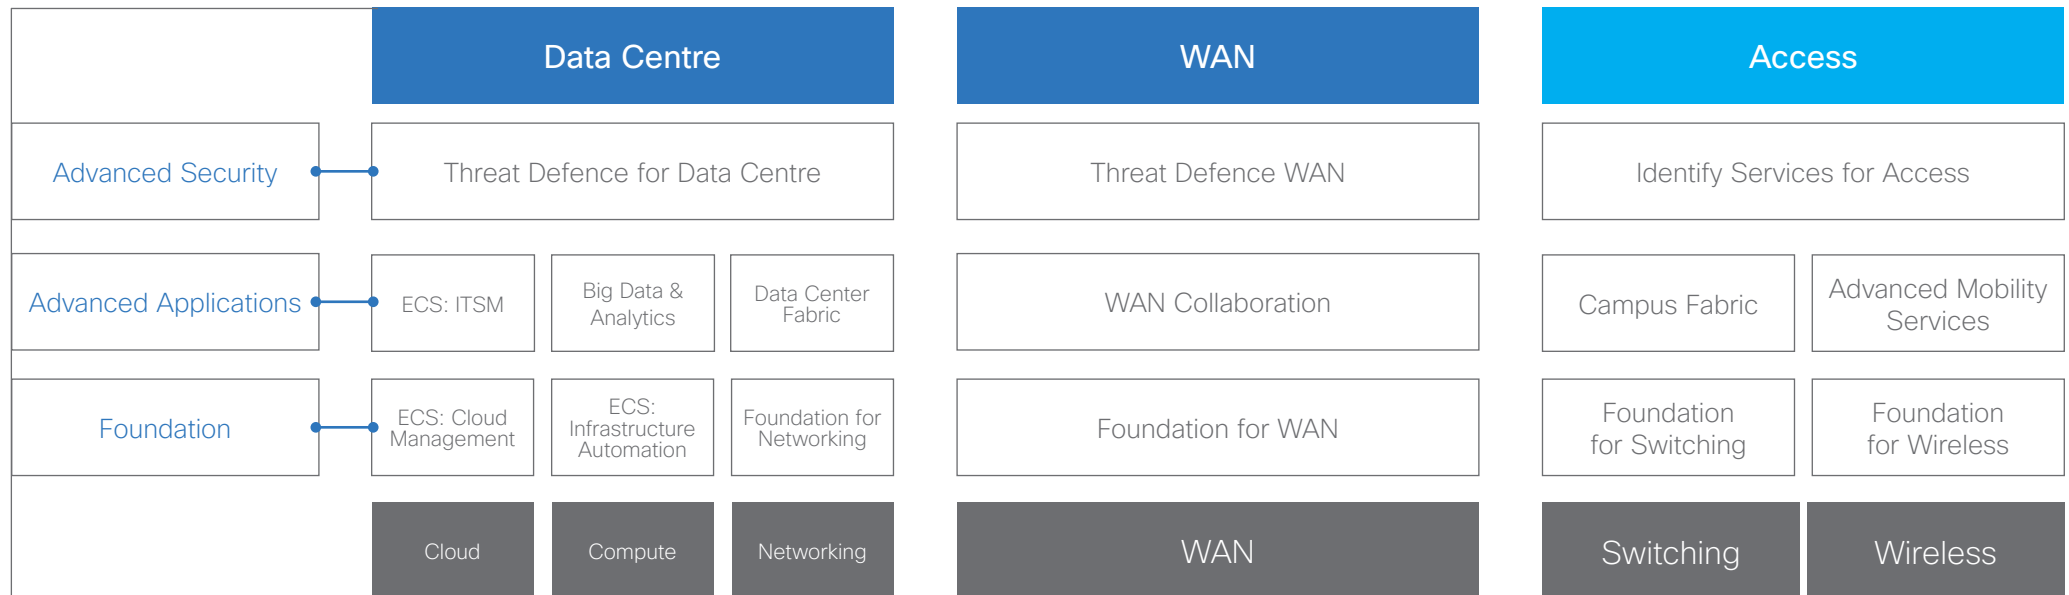 Data Centre
WAN
Access
Advanced Security
Threat Defence for Data Centre
Threat Defence WAN
Identify Services for Access
Advanced Applications
ECS: ITSM
Big Data &
Analytics
Data Center
Fabric
WAN Collaboration
Campus Fabric
Advanced Mobility
Services
Foundation
ECS: Cloud
Management
ECS:
Infrastructure
Automation
Foundation for
Networking
Foundation for WAN
Foundation
for Switching
Foundation
for Wireless
Cloud
Compute
Networking
WAN
Switching
Wireless